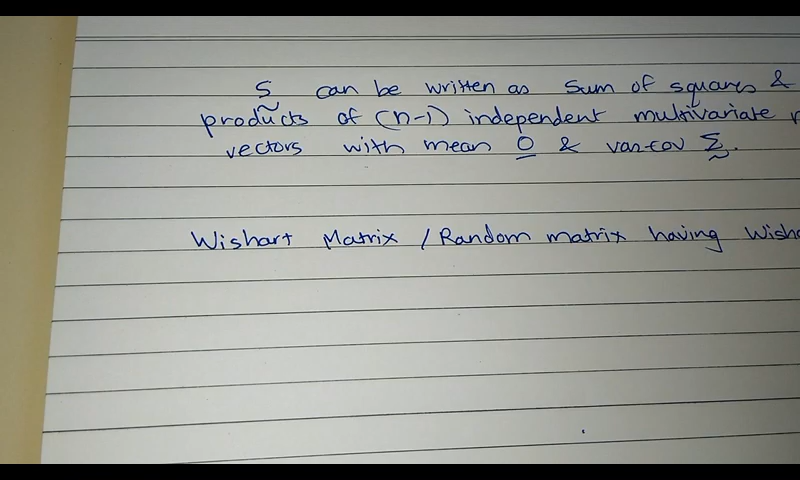 S can be written as sum of squares &
products of (n-1) independent multivariate
vectors with mean 0 & var-cov Σ.
Wishart Matrix / Random matrix having